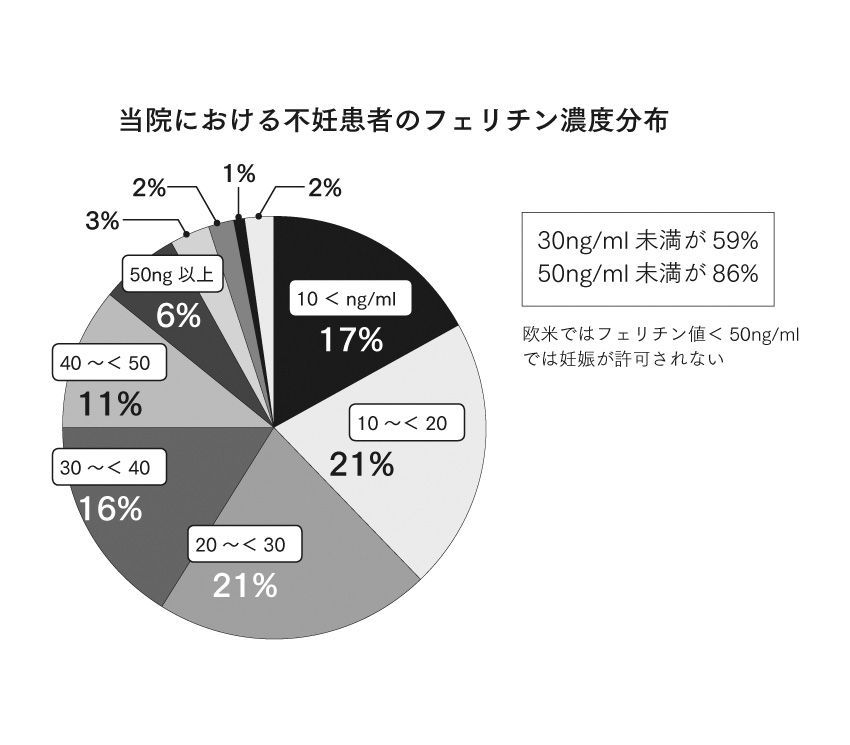 当院における不妊患者のフェリチン濃度分布
1%
2%
2%
3%
50ng 以上
6%
10 < ng/ml
17%
40 〜< 50
11%
10 〜< 20
21%
30 〜< 40
16%
20 〜< 30
21%
30ng/ml 未満が 59%
50ng/ml 未満が 86%
欧米ではフェリチン値< 50ng/ml
では妊娠が許可されない